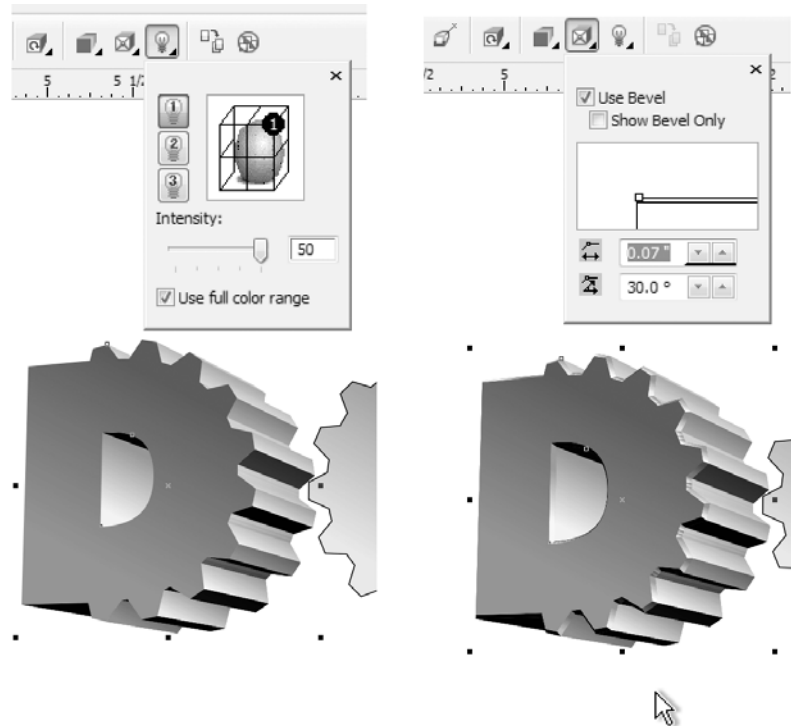 5 5 1/2
1
1
2
3
Intensity:
50
Use full color range
/2 5
Use Bevel
Show Bevel Only
0.07 "
30.0 °